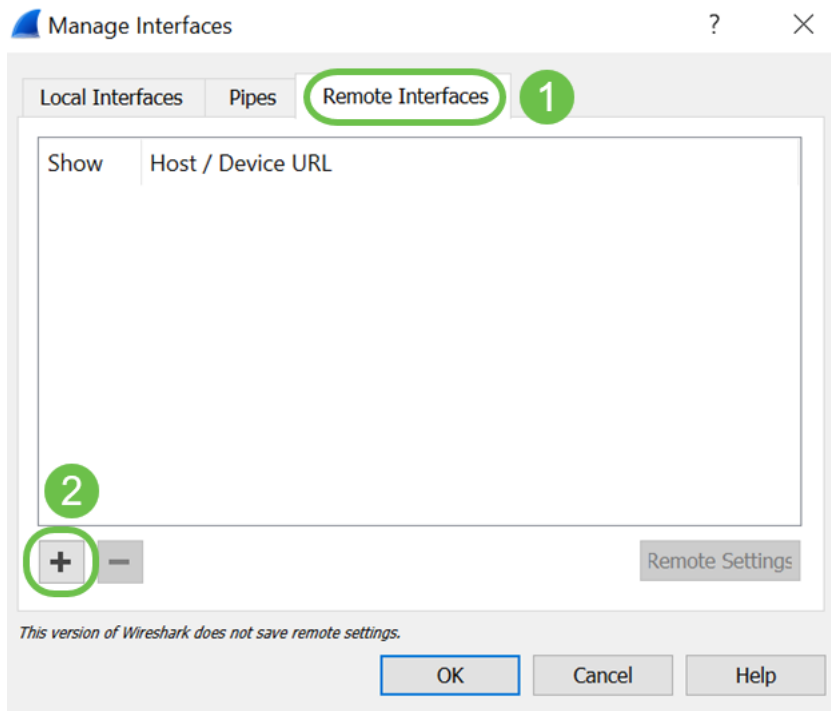 Manage Interfaces ?
Local Interfaces Pipes Remote Interfaces 1
Show Host / Device URL
2
+ − Remote Settings
This version of Wireshark does not save remote settings.
OK Cancel Help